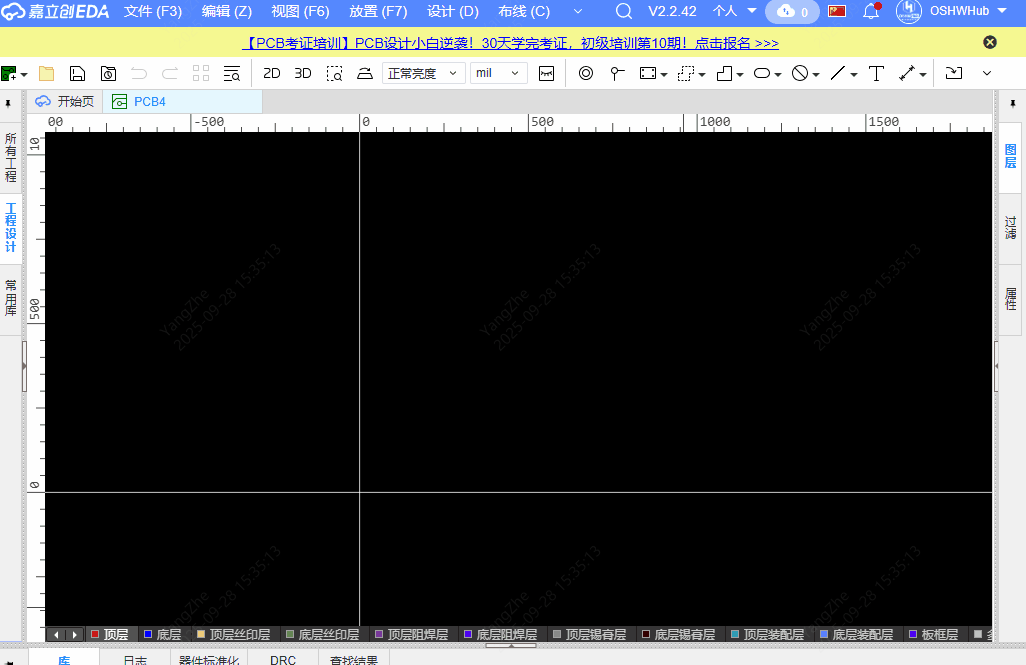 嘉立创EDA 文件 (F3) 编辑 (Z) 视图 (F6) 放置 (F7) 设计 (D) 布线 (C) V2.2.42 个人 0 OSHWHub
【PCB考证培训】PCB设计小白逆袭！30天学完考证，初级培训第10期！点击报名 >>>
2D 3D 正常亮度 mil
开始页 PCB4
00 -500 0 500 1000 1500
10
500
0
所有工程
工程设计
常用库
图层
过滤
属性
YangZhe
2025-09-28 15:35:13
YangZhe
2025-09-28 15:35:13
YangZhe
2025-09-28 15:35:13
09-28 15:35:13
09-28 15:35:13
09-28 15:35:13
顶层 底层 顶层丝印层 底层丝印层 顶层阻焊层 底层阻焊层 顶层锡膏层 底层锡膏层 顶层装配层 底层装配层 板框层
库 日志 器件标准化 DRC 查找结果